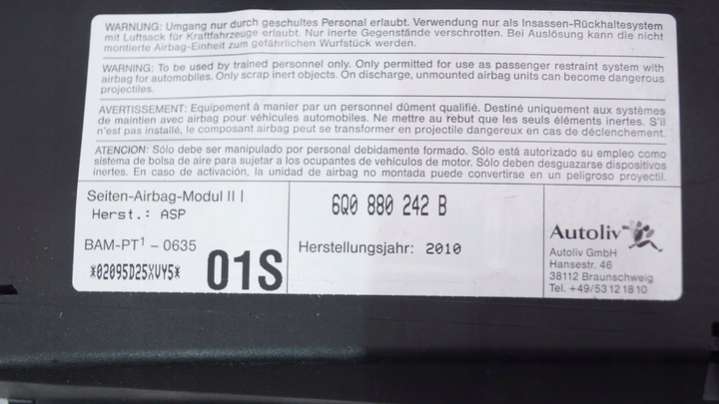 WARNUNG: Umgang nur durch geschultes Personal erlaubt. Verwendung nur als Insassen-Rückhaltesystem
mit Luftsack für Kraftfahrzeuge erlaubt. Nur inerte Gegenstände verschrotten. Bei Auslösung kann die nicht
montierte Airbag-Einheit zum gefährlichen Wurfstück werden.
WARNING: To be used by trained personnel only. Only permitted for use as passenger restraint system with
airbag for automobiles. Only scrap inert objects. On discharge, unmounted airbag units can become dangerous
projectiles.
AVERTISSEMENT: Equipement à manier par un personnel dûment qualifié. Destiné uniquement aux systèmes
de maintien avec airbag pour véhicules automobiles. Ne mettre au rebut que les seuls éléments inertes. S'il
n'est pas installé, le composant airbag peut se transformer en projectile dangereux en cas de déclenchement.
ATENCION: Sólo debe ser manipulado por personal debidamente formado. Sólo está autorizado su empleo como
sistema de bolsa de aire para sujetar a los ocupantes de vehículos de motor. Sólo deben desguazarse dispositivos
inertes. En caso de activación, la unidad de airbag no montada puede convertirse en un peligroso proyectil.
Seiten-Airbag-Modul II |
Herst.: ASP
BAM-PT¹ - 0635
*02095D25XVY5*
01S
6Q0 880 242 B
Herstellungsjahr: 2010
Autoliv
Autoliv GmbH
Hansestr. 46
38112 Braunschweig
Tel. +49/53 12 18 10